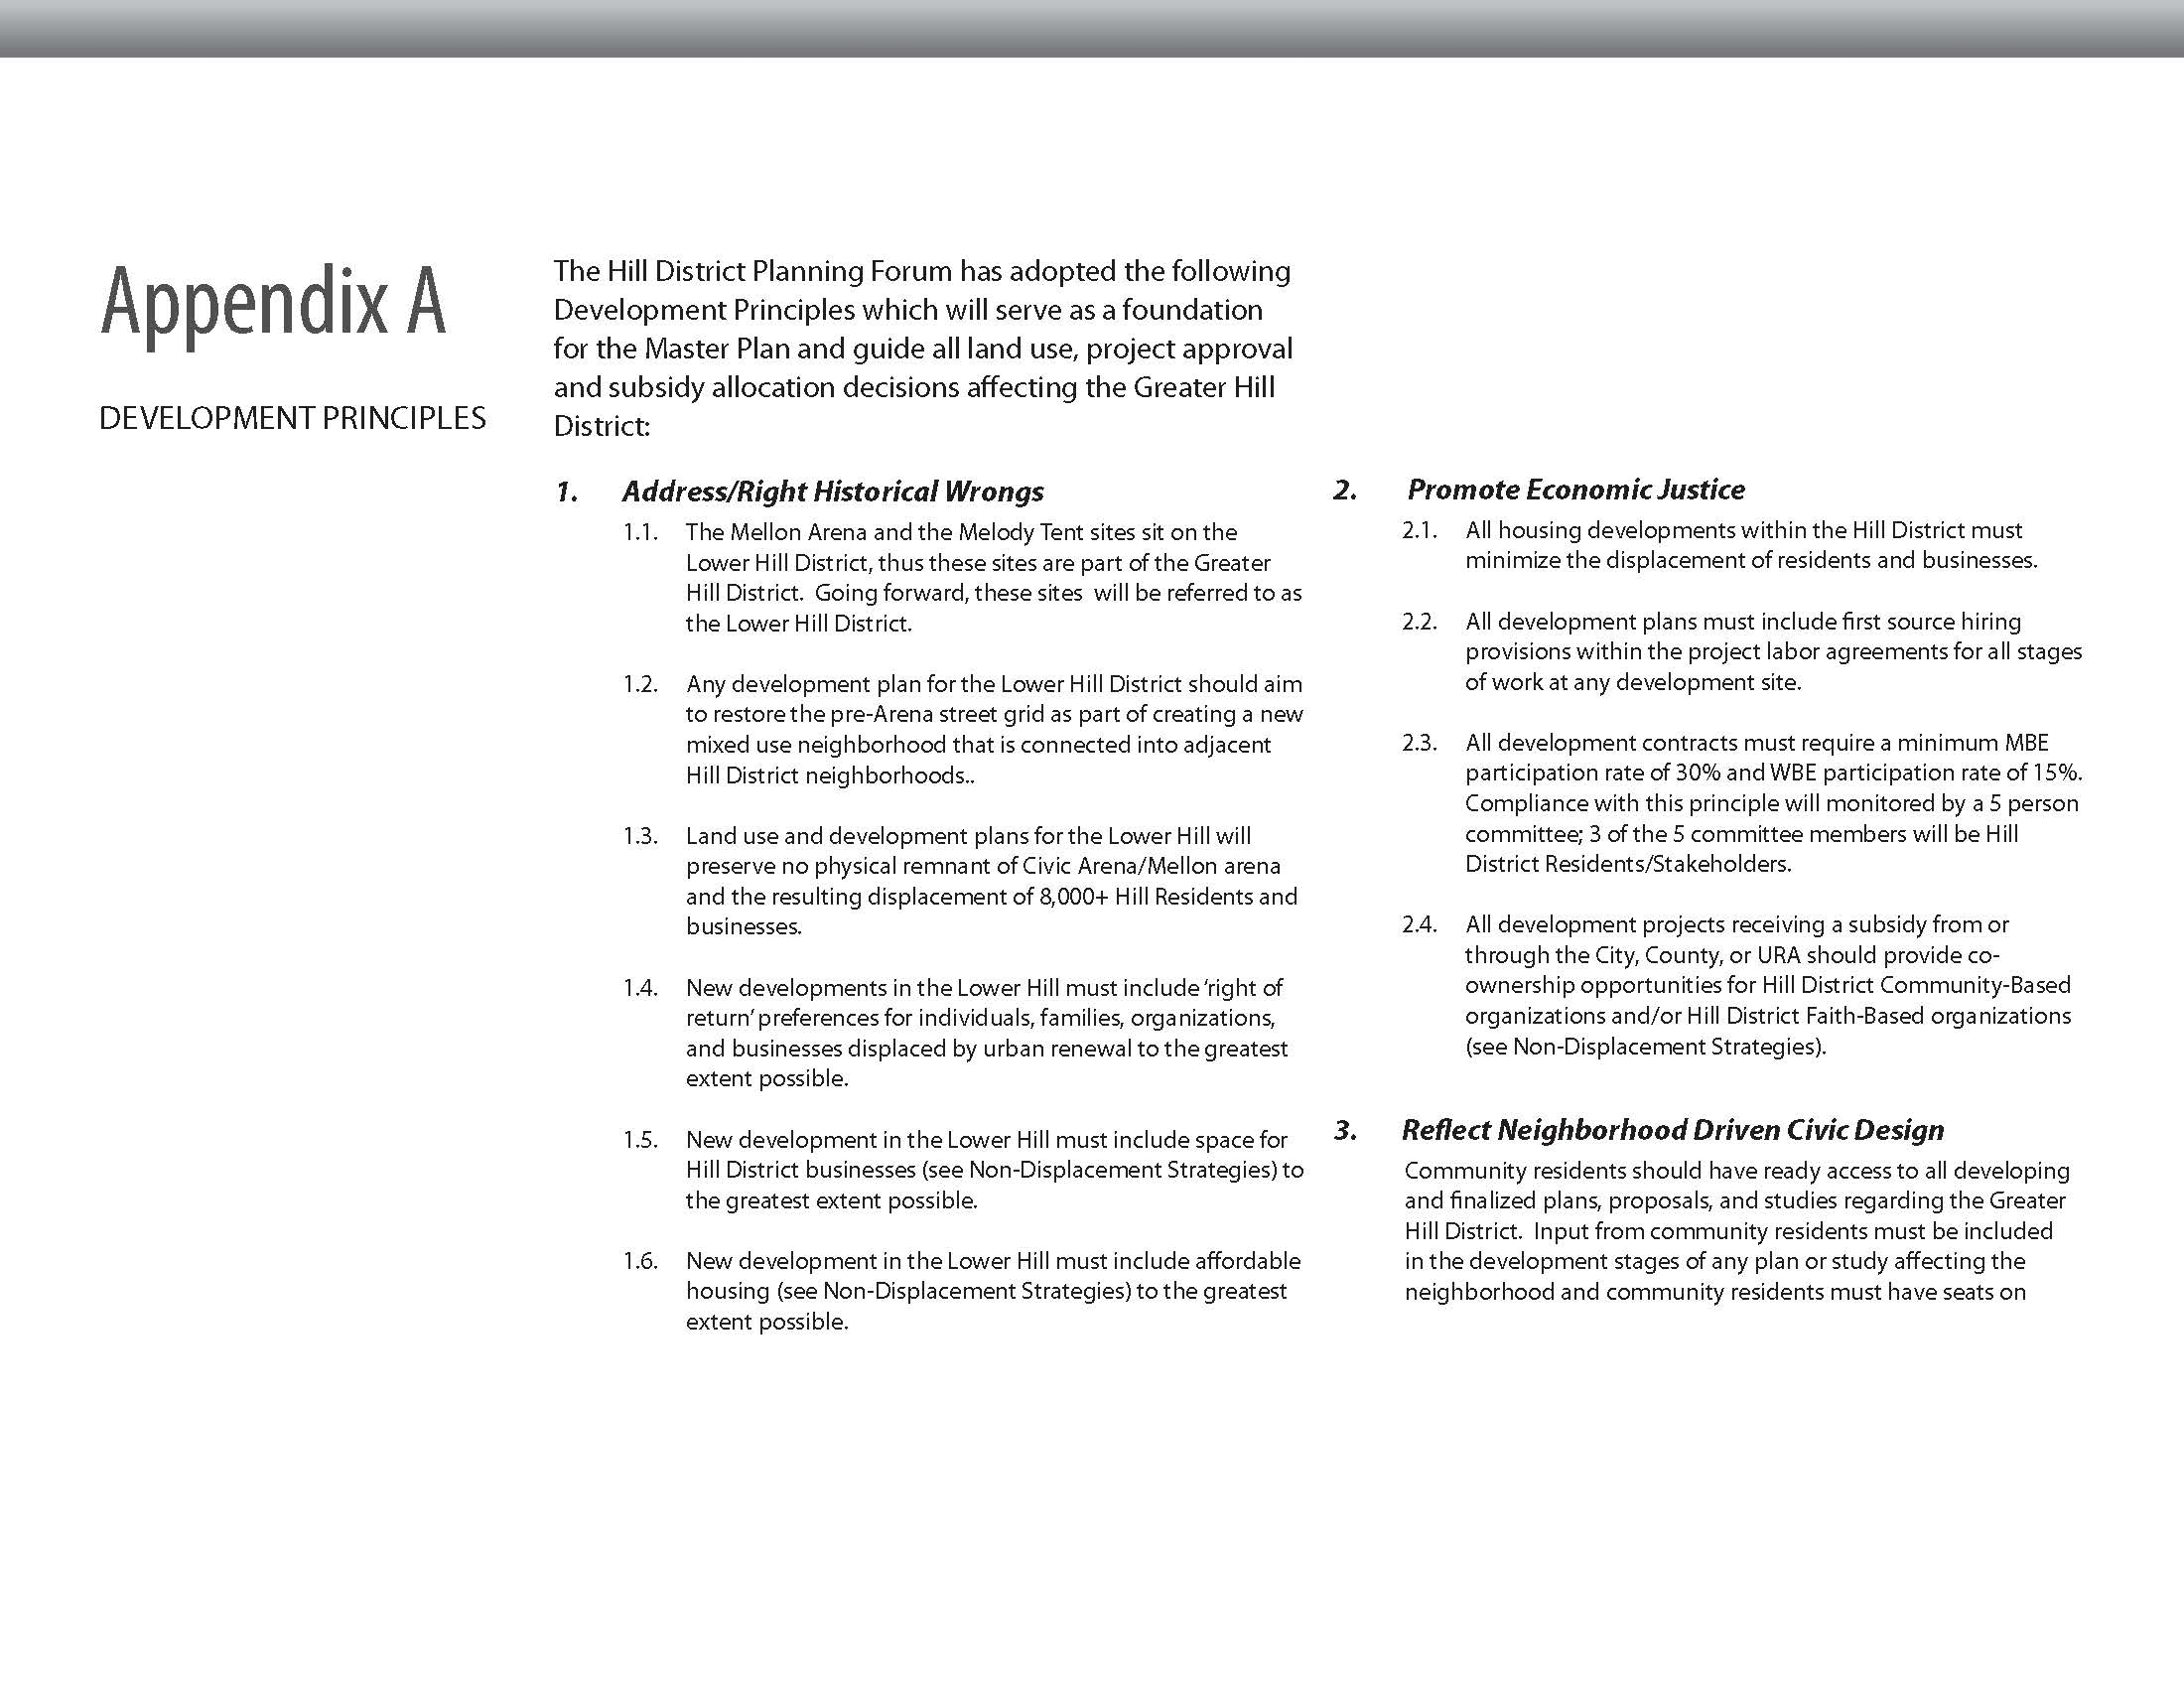 Appendix A
DEVELOPMENT PRINCIPLES
The Hill District Planning Forum has adopted the following
Development Principles which will serve as a foundation
for the Master Plan and guide all land use, project approval
and subsidy allocation decisions affecting the Greater Hill
District:
1. Address/Right Historical Wrongs
1.1. The Mellon Arena and the Melody Tent sites sit on the
Lower Hill District, thus these sites are part of the Greater
Hill District.  Going forward, these sites  will be referred to as
the Lower Hill District.
1.2. Any development plan for the Lower Hill District should aim
to restore the pre-Arena street grid as part of creating a new
mixed use neighborhood that is connected into adjacent
Hill District neighborhoods..
1.3. Land use and development plans for the Lower Hill will
preserve no physical remnant of Civic Arena/Mellon arena
and the resulting displacement of 8,000+ Hill Residents and
businesses.
1.4. New developments in the Lower Hill must include ‘right of
return’ preferences for individuals, families, organizations,
and businesses displaced by urban renewal to the greatest
extent possible.
1.5. New development in the Lower Hill must include space for
Hill District businesses (see Non-Displacement Strategies) to
the greatest extent possible.
1.6. New development in the Lower Hill must include affordable
housing (see Non-Displacement Strategies) to the greatest
extent possible.
2. Promote Economic Justice
2.1. All housing developments within the Hill District must
minimize the displacement of residents and businesses.
2.2. All development plans must include first source hiring
provisions within the project labor agreements for all stages
of work at any development site.
2.3. All development contracts must require a minimum MBE
participation rate of 30% and WBE participation rate of 15%.
Compliance with this principle will monitored by a 5 person
committee; 3 of the 5 committee members will be Hill
District Residents/Stakeholders.
2.4. All development projects receiving a subsidy from or
through the City, County, or URA should provide co-
ownership opportunities for Hill District Community-Based
organizations and/or Hill District Faith-Based organizations
(see Non-Displacement Strategies).
3. Reflect Neighborhood Driven Civic Design
Community residents should have ready access to all developing
and finalized plans, proposals, and studies regarding the Greater
Hill District.  Input from community residents must be included
in the development stages of any plan or study affecting the
neighborhood and community residents must have seats on